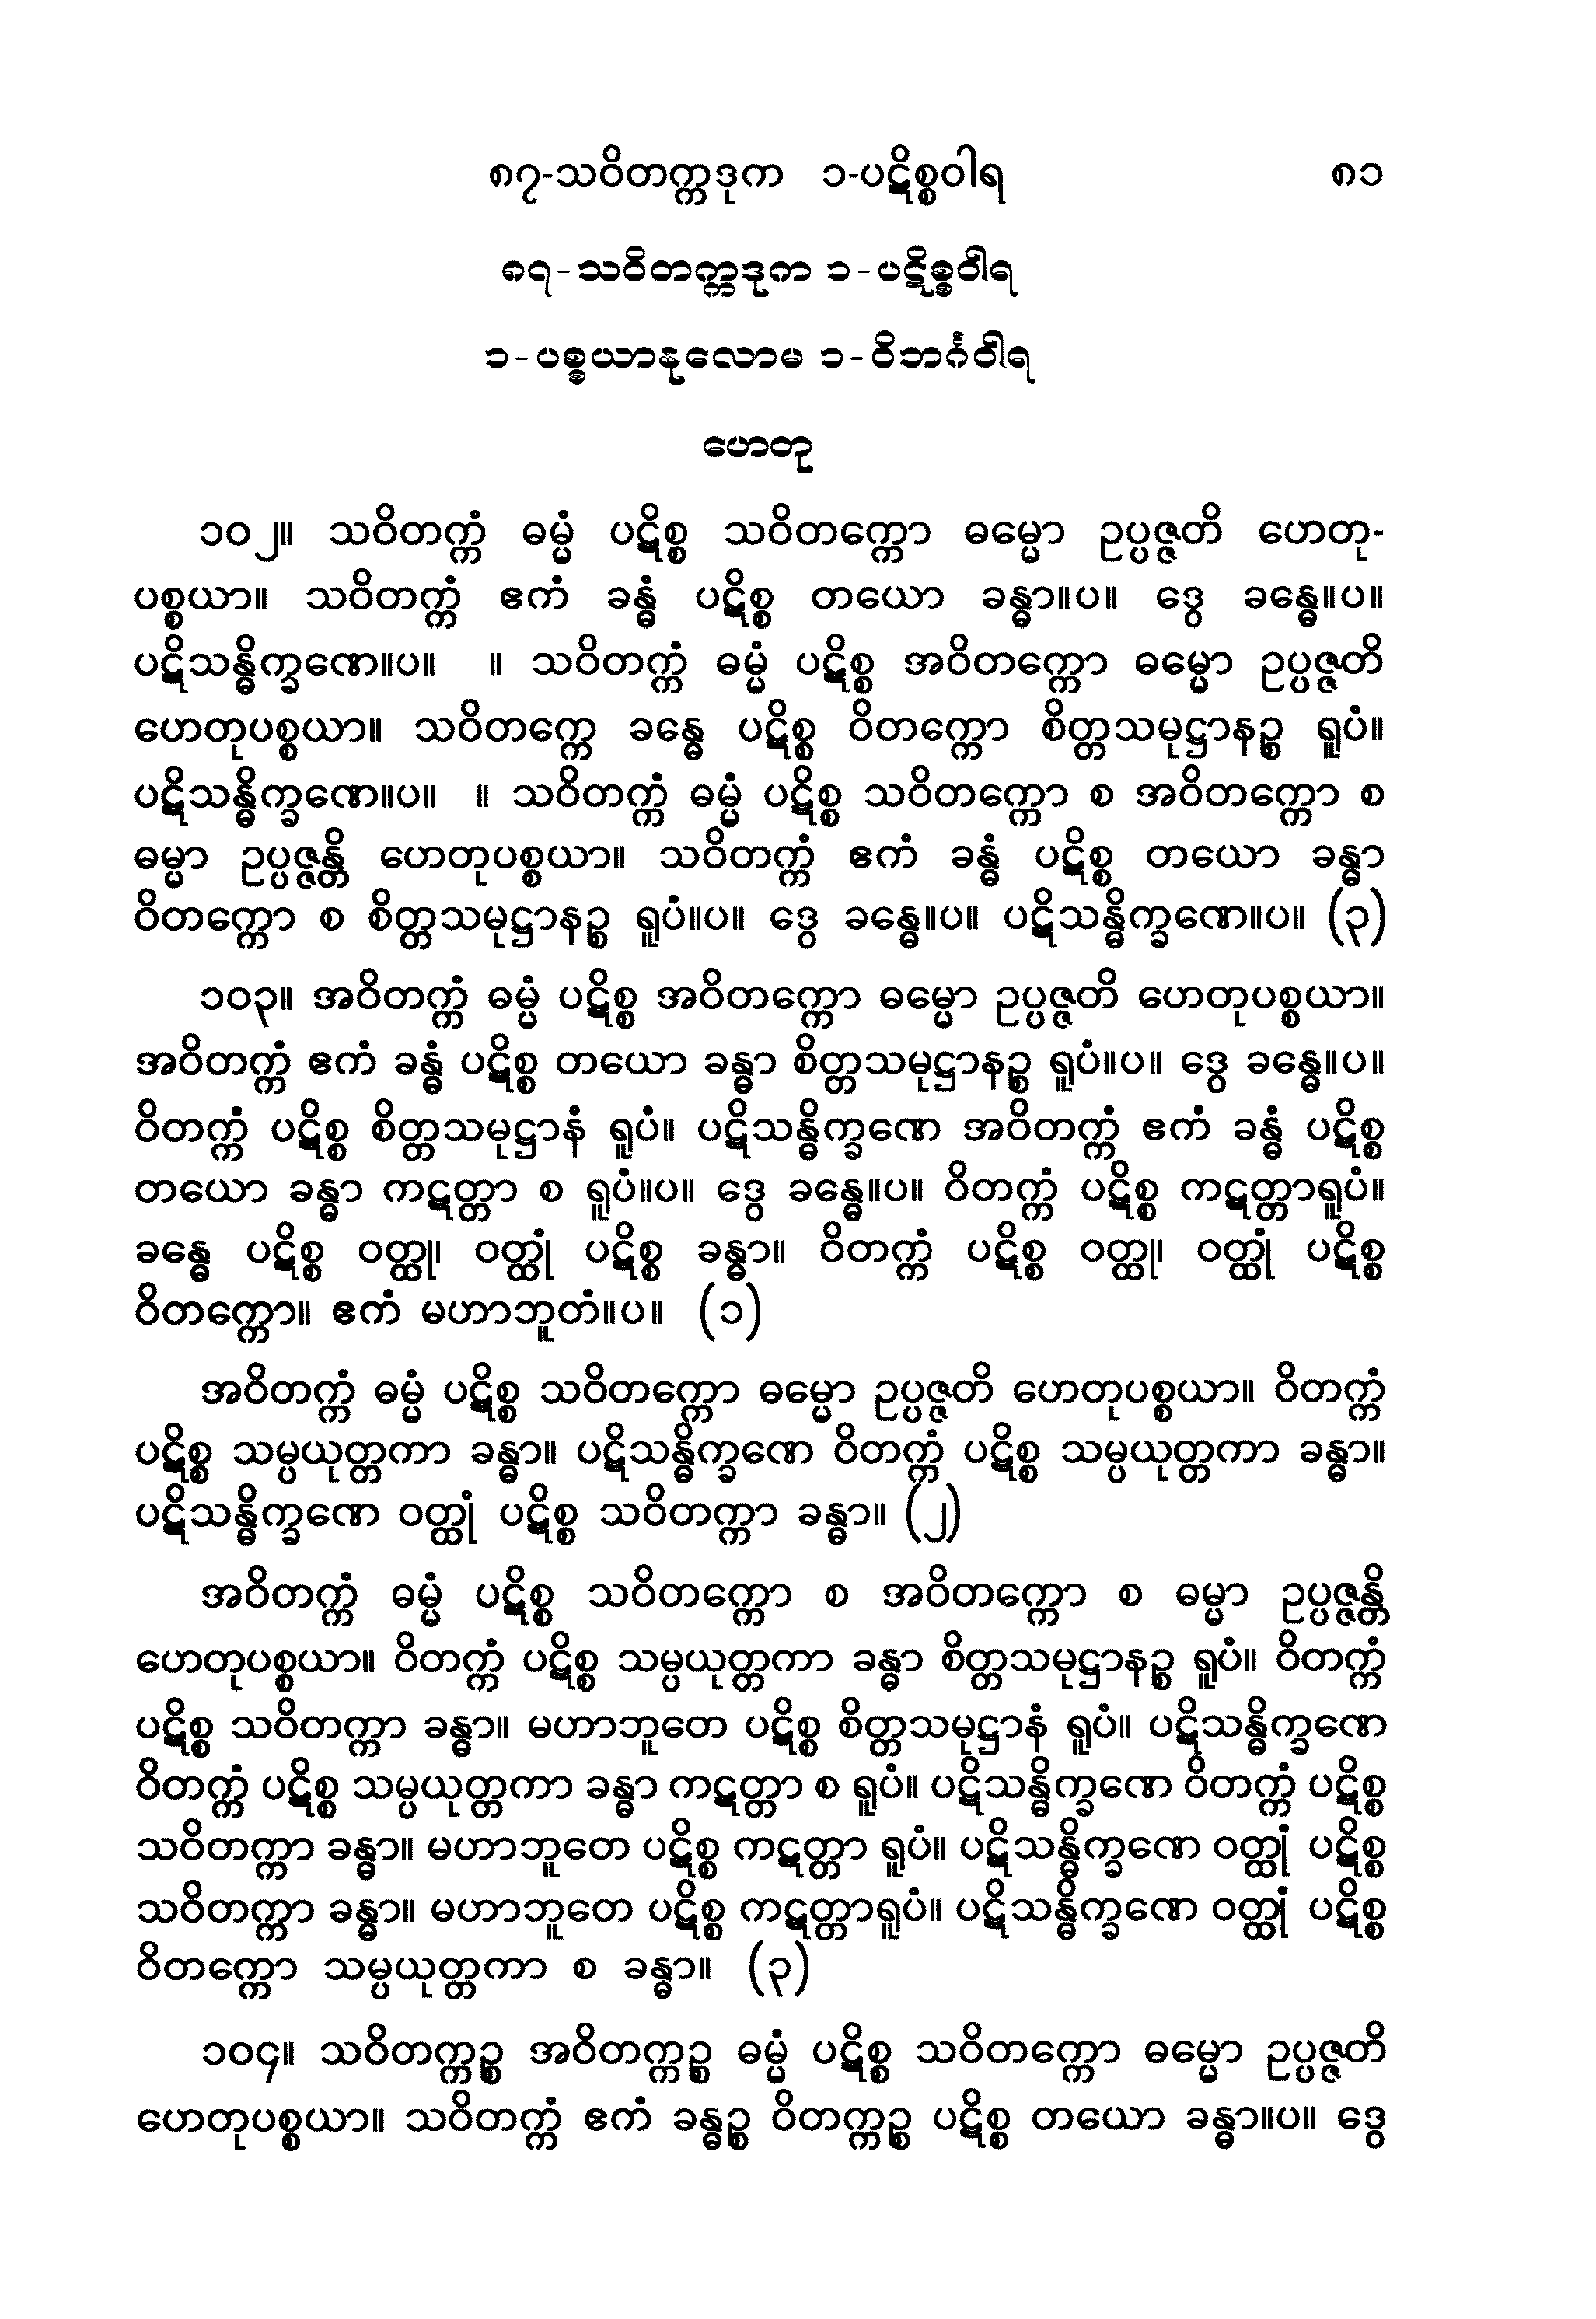 ၈၇-သဝိတက္ကဒုက ၁-ပဋိစ္စဝါရ ၈၁
၈၇-သဝိတက္ကဒုက ၁-ပဋိစ္စဝါရ
၁-ပစ္စယာနုလောမ ၁-ဝိဘင်္ဂဝါရ
ဟေတု
၁၀၂။ သဝိတက္ကံ ဓမ္မံ ပဋိစ္စ သဝိတက္ကော ဓမ္မော ဥပ္ပဇ္ဇတိ ဟေတု-
ပစ္စယာ။ သဝိတက္ကံ ဧကံ ခန္ဓံ ပဋိစ္စ တယော ခန္ဓာ။ပ။ ဒွေ ခန္ဓေ။ပ။
ပဋိသန္ဓိက္ခဏေ။ပ။ ။ သဝိတက္ကံ ဓမ္မံ ပဋိစ္စ အဝိတက္ကော ဓမ္မော ဥပ္ပဇ္ဇတိ
ဟေတုပစ္စယာ။ သဝိတက္ကေ ခန္ဓေ ပဋိစ္စ ဝိတက္ကော စိတ္တသမုဋ္ဌာနဉ္စ ရူပံ။
ပဋိသန္ဓိက္ခဏေ။ပ။ ။ သဝိတက္ကံ ဓမ္မံ ပဋိစ္စ သဝိတက္ကော စ အဝိတက္ကော စ
ဓမ္မာ ဥပ္ပဇ္ဇန္တိ ဟေတုပစ္စယာ။ သဝိတက္ကံ ဧကံ ခန္ဓံ ပဋိစ္စ တယော ခန္ဓာ
ဝိတက္ကော စ စိတ္တသမုဋ္ဌာနဉ္စ ရူပံ။ပ။ ဒွေ ခန္ဓေ။ပ။ ပဋိသန္ဓိက္ခဏေ။ပ။ (၃)
၁၀၃။ အဝိတက္ကံ ဓမ္မံ ပဋိစ္စ အဝိတက္ကော ဓမ္မော ဥပ္ပဇ္ဇတိ ဟေတုပစ္စယာ။
အဝိတက္ကံ ဧကံ ခန္ဓံ ပဋိစ္စ တယော ခန္ဓာ စိတ္တသမုဋ္ဌာနဉ္စ ရူပံ။ပ။ ဒွေ ခန္ဓေ။ပ။
ဝိတက္ကံ ပဋိစ္စ စိတ္တသမုဋ္ဌာနံ ရူပံ။ ပဋိသန္ဓိက္ခဏေ အဝိတက္ကံ ဧကံ ခန္ဓံ ပဋိစ္စ
တယော ခန္ဓာ ကဋတ္တာ စ ရူပံ။ပ။ ဒွေ ခန္ဓေ။ပ။ ဝိတက္ကံ ပဋိစ္စ ကဋတ္တာရူပံ။
ခန္ဓေ ပဋိစ္စ ဝတ္ထု၊ ဝတ္ထုံ ပဋိစ္စ ခန္ဓာ။ ဝိတက္ကံ ပဋိစ္စ ဝတ္ထု၊ ဝတ္ထုံ ပဋိစ္စ
ဝိတက္ကော။ ဧကံ မဟာဘူတံ။ပ။ (၁)
အဝိတက္ကံ ဓမ္မံ ပဋိစ္စ သဝိတက္ကော ဓမ္မော ဥပ္ပဇ္ဇတိ ဟေတုပစ္စယာ။ ဝိတက္ကံ
ပဋိစ္စ သမ္ပယုတ္တကာ ခန္ဓာ။ ပဋိသန္ဓိက္ခဏေ ဝိတက္ကံ ပဋိစ္စ သမ္ပယုတ္တကာ ခန္ဓာ။
ပဋိသန္ဓိက္ခဏေ ဝတ္ထုံ ပဋိစ္စ သဝိတက္ကာ ခန္ဓာ။ (၂)
အဝိတက္ကံ ဓမ္မံ ပဋိစ္စ သဝိတက္ကော စ အဝိတက္ကော စ ဓမ္မာ ဥပ္ပဇ္ဇန္တိ
ဟေတုပစ္စယာ။ ဝိတက္ကံ ပဋိစ္စ သမ္ပယုတ္တကာ ခန္ဓာ စိတ္တသမုဋ္ဌာနဉ္စ ရူပံ။ ဝိတက္ကံ
ပဋိစ္စ သဝိတက္ကာ ခန္ဓာ။ မဟာဘူတေ ပဋိစ္စ စိတ္တသမုဋ္ဌာနံ ရူပံ။ ပဋိသန္ဓိက္ခဏေ
ဝိတက္ကံ ပဋိစ္စ သမ္ပယုတ္တကာ ခန္ဓာ ကဋတ္တာ စ ရူပံ။ ပဋိသန္ဓိက္ခဏေ ဝိတက္ကံ ပဋိစ္စ
သဝိတက္ကာ ခန္ဓာ။ မဟာဘူတေ ပဋိစ္စ ကဋတ္တာ ရူပံ။ ပဋိသန္ဓိက္ခဏေ ဝတ္ထုံ ပဋိစ္စ
သဝိတက္ကာ ခန္ဓာ။ မဟာဘူတေ ပဋိစ္စ ကဋတ္တာရူပံ။ ပဋိသန္ဓိက္ခဏေ ဝတ္ထုံ ပဋိစ္စ
ဝိတက္ကော သမ္ပယုတ္တကာ စ ခန္ဓာ။ (၃)
၁၀၄။ သဝိတက္ကဉ္စ အဝိတက္ကဉ္စ ဓမ္မံ ပဋိစ္စ သဝိတက္ကော ဓမ္မော ဥပ္ပဇ္ဇတိ
ဟေတုပစ္စယာ။ သဝိတက္ကံ ဧကံ ခန္ဓဉ္စ ဝိတက္ကဉ္စ ပဋိစ္စ တယော ခန္ဓာ။ပ။ ဒွေ